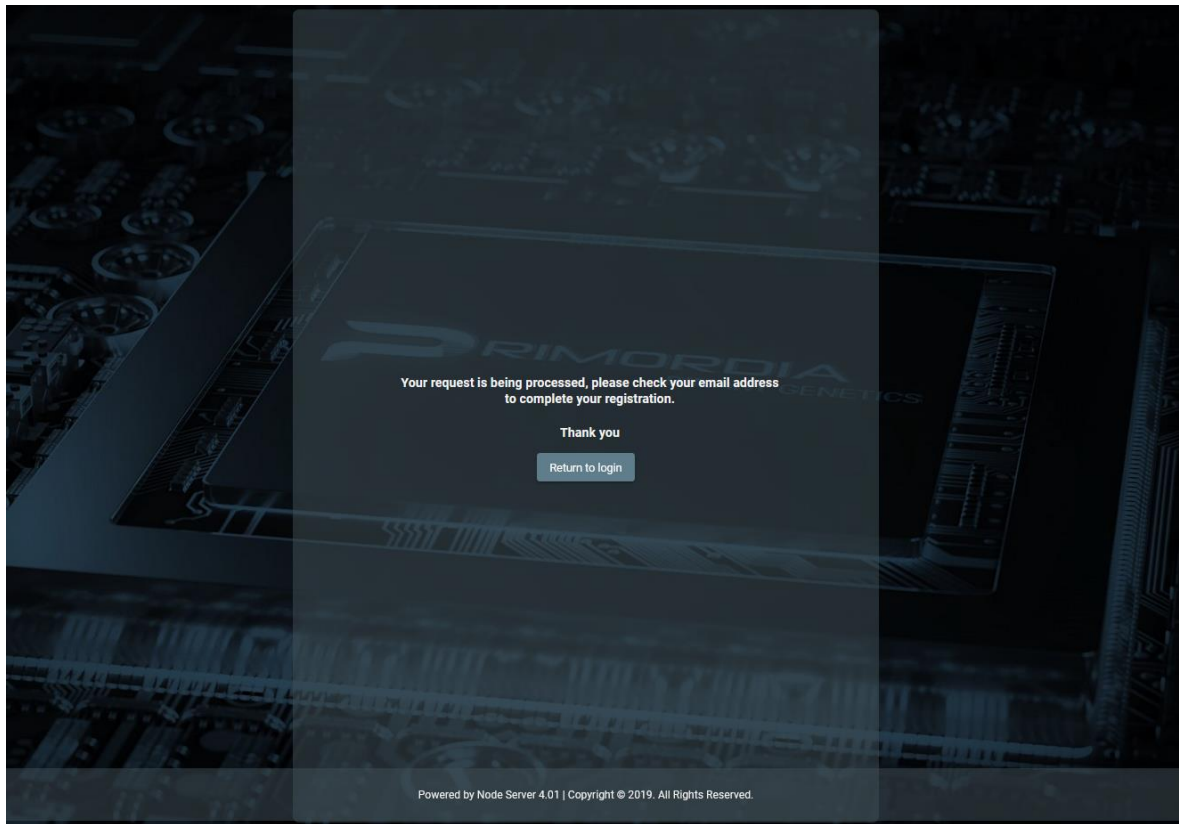 PRIMORDIA
GENETICS
Your request is being processed, please check your email address
to complete your registration.
Thank you
Return to login
Powered by Node Server 4.01 | Copyright © 2019. All Rights Reserved.